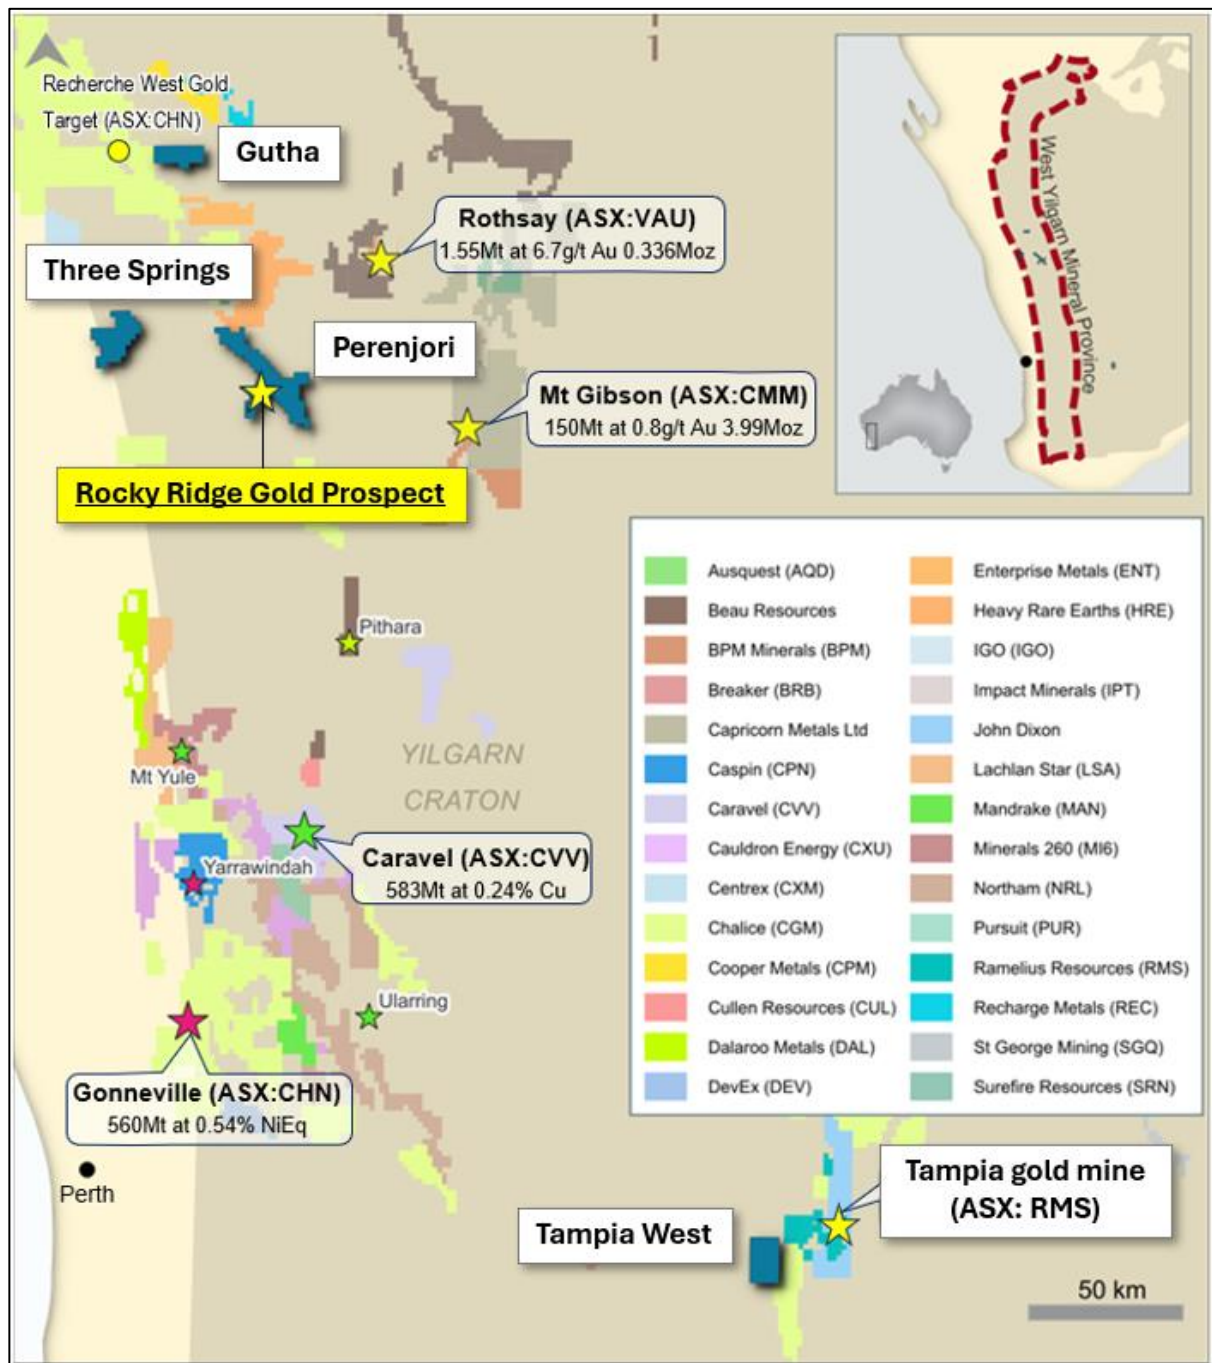 Recherche West Gold
Target (ASX:CHN)
Gutha
Rothsay (ASX:VAU)
1.55Mt at 6.7g/t Au 0.336Moz
Three Springs
Perenjori
Mt Gibson (ASX:CMM)
150Mt at 0.8g/t Au 3.99Moz
Rocky Ridge Gold Prospect
West Yilgarn Mineral Province
Pithara
YILGARN
CRATON
Mt Yule
Caravel (ASX:CVV)
583Mt at 0.24% Cu
Yarrawindah
Ularring
Gonneville (ASX:CHN)
560Mt at 0.54% NiEq
Perth
Ausquest (AQD)
Beau Resources
BPM Minerals (BPM)
Breaker (BRB)
Capricorn Metals Ltd
Caspin (CPN)
Caravel (CVV)
Cauldron Energy (CXU)
Centrex (CXM)
Chalice (CGM)
Cooper Metals (CPM)
Cullen Resources (CUL)
Dalaroo Metals (DAL)
DevEx (DEV)
Enterprise Metals (ENT)
Heavy Rare Earths (HRE)
IGO (IGO)
Impact Minerals (IPT)
John Dixon
Lachlan Star (LSA)
Mandrake (MAN)
Minerals 260 (MI6)
Northam (NRL)
Pursuit (PUR)
Ramelius Resources (RMS)
Recharge Metals (REC)
St George Mining (SGQ)
Surefire Resources (SRN)
Tampia gold mine
(ASX: RMS)
Tampia West
50 km